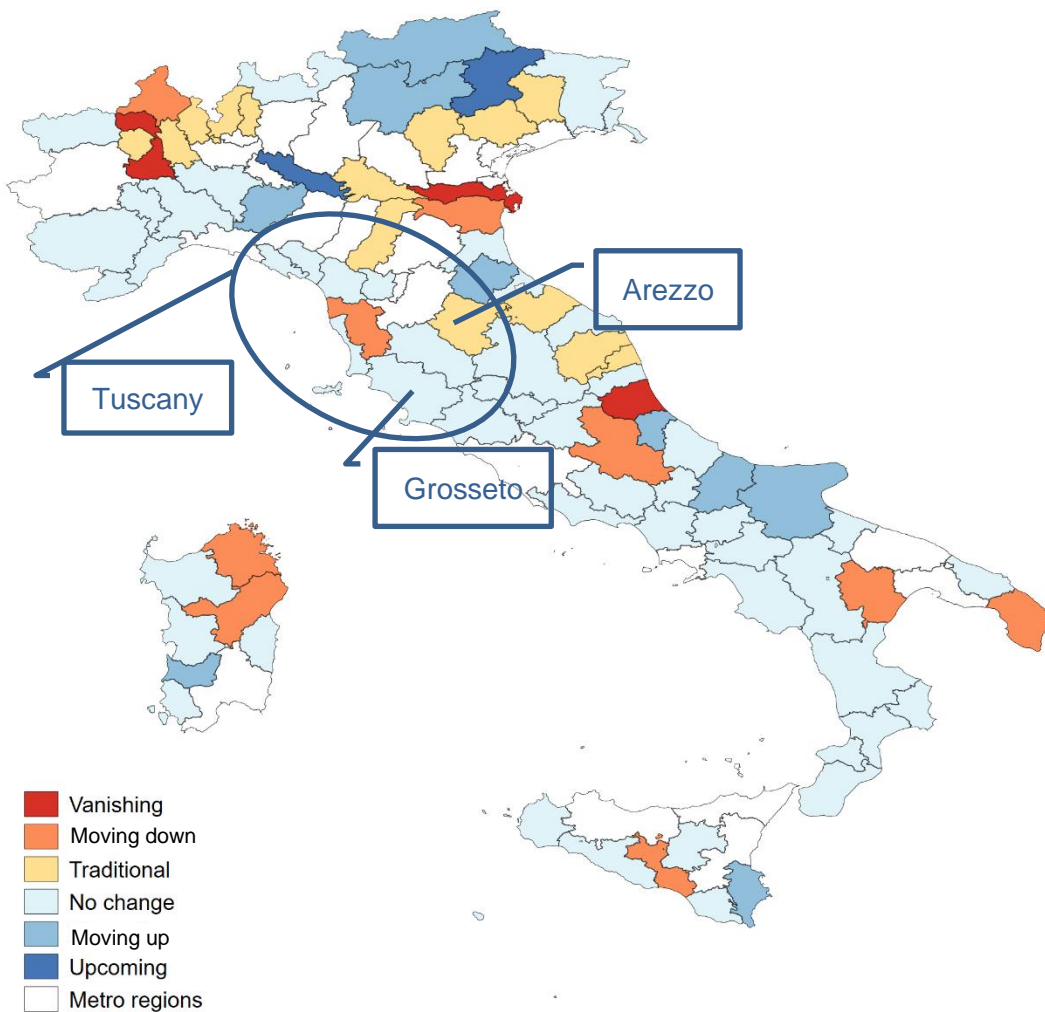 Arezzo
Tuscany
Grosseto
Vanishing
Moving down
Traditional
No change
Moving up
Upcoming
Metro regions